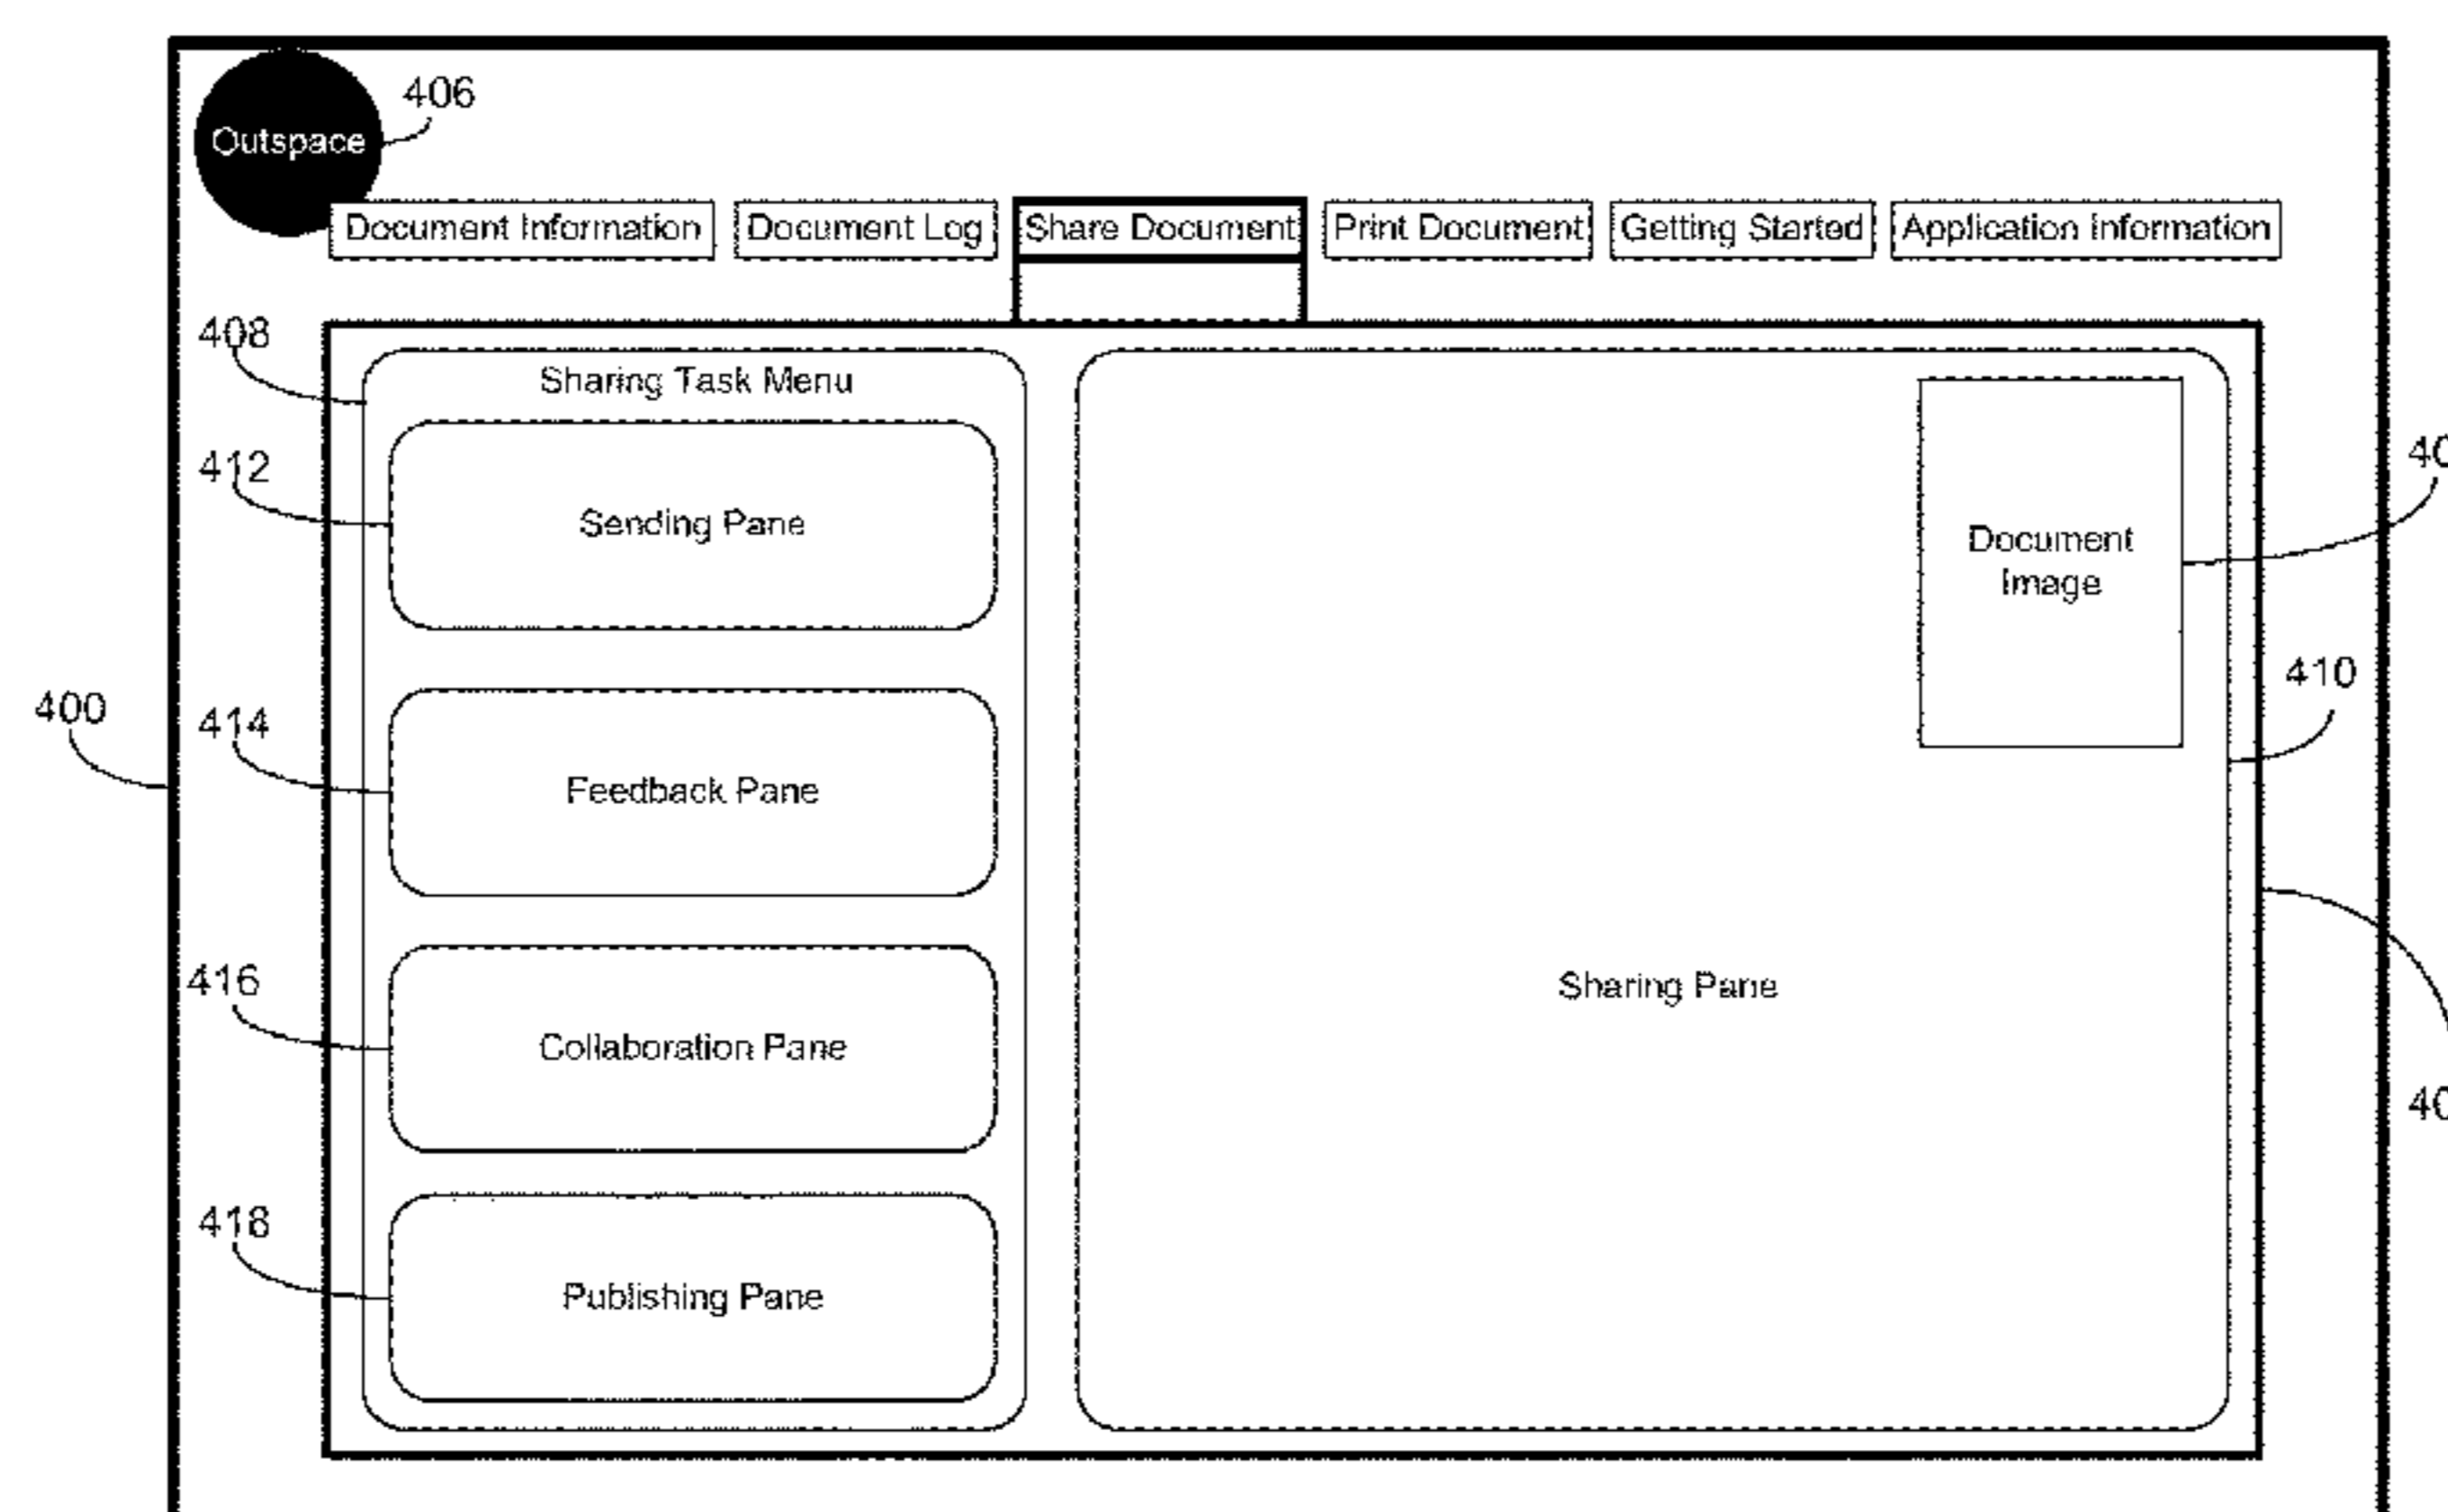 406
Outspace
Document Information
Document Log
Share Document
Print Document
Getting Started
Application Information
408
Sharing Task Menu
412
Sending Pane
Document
Image
410
400
414
Feedback Pane
416
Collaboration Pane
Sharing Pane
418
Publishing Pane